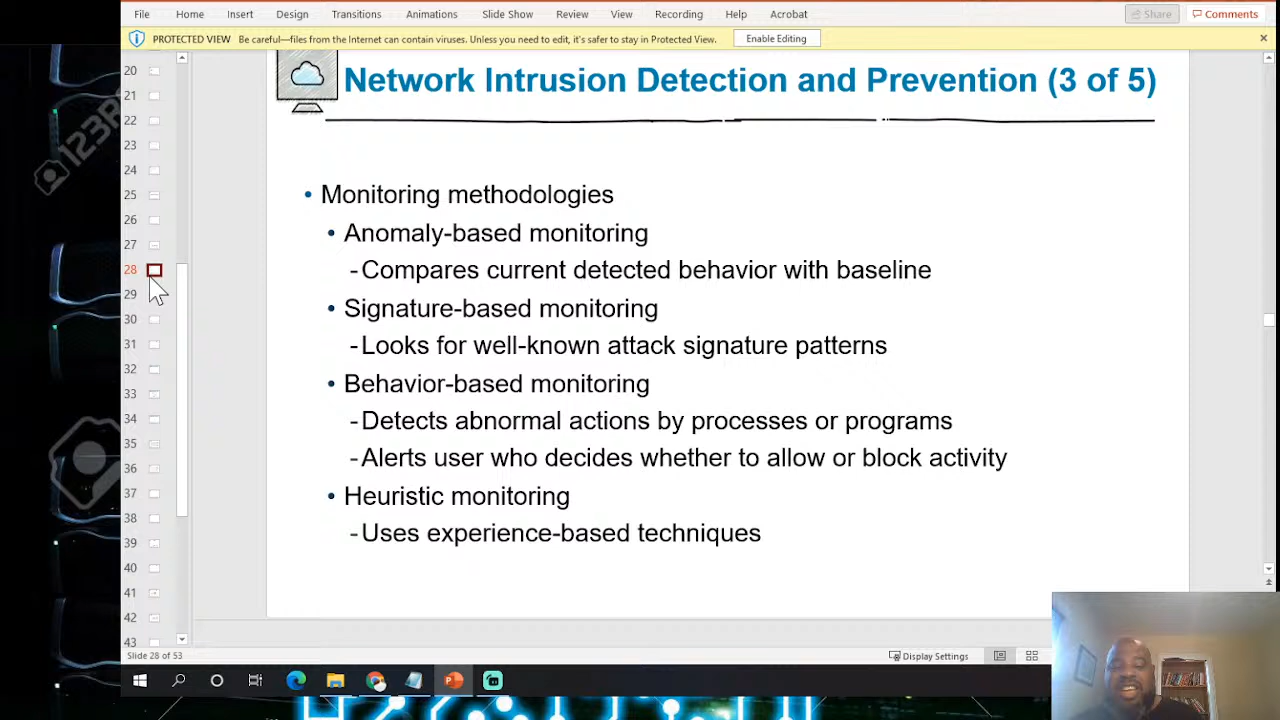 File Home Insert Design Transitions Animations Slide Show Review View Recording Help Acrobat Share Comments
PROTECTED VIEW Be careful—files from the Internet can contain viruses. Unless you need to edit, it's safer to stay in Protected View. Enable Editing
20
21
22
23
24
25
26
27
28
29
30
31
32
33
34
35
36
37
38
39
40
41
42
43
Network Intrusion Detection and Prevention (3 of 5)
• Monitoring methodologies
• Anomaly-based monitoring
-Compares current detected behavior with baseline
• Signature-based monitoring
-Looks for well-known attack signature patterns
• Behavior-based monitoring
-Detects abnormal actions by processes or programs
-Alerts user who decides whether to allow or block activity
• Heuristic monitoring
-Uses experience-based techniques
Slide 28 of 53 Display Settings